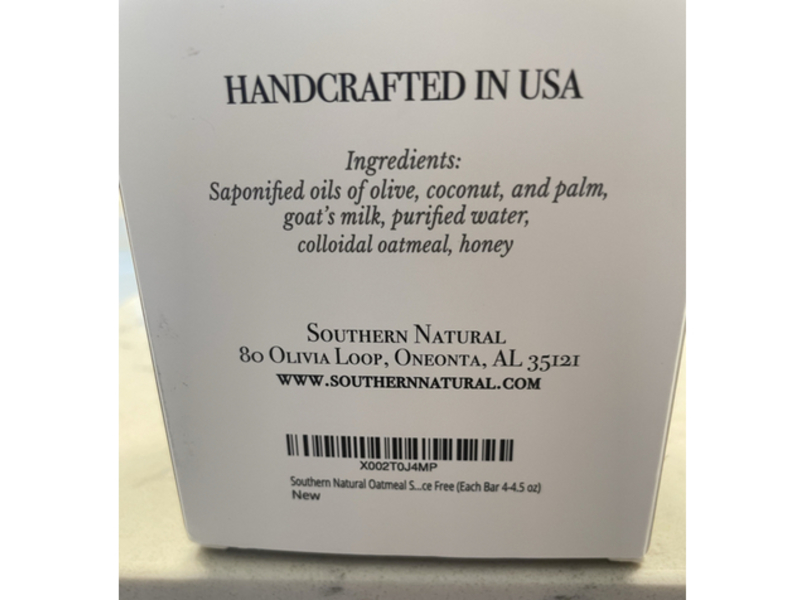 HANDCRAFTED IN USA
Ingredients:
Saponified oils of olive, coconut, and palm,
goat's milk, purified water,
colloidal oatmeal, honey
SOUTHERN NATURAL
80 OLIVIA LOOP, ONEONTA, AL 35121
WWW.SOUTHERNNATURAL.COM
X002T0J4MP
Southern Natural Oatmeal S...ce Free (Each Bar 4-4.5 oz)
New